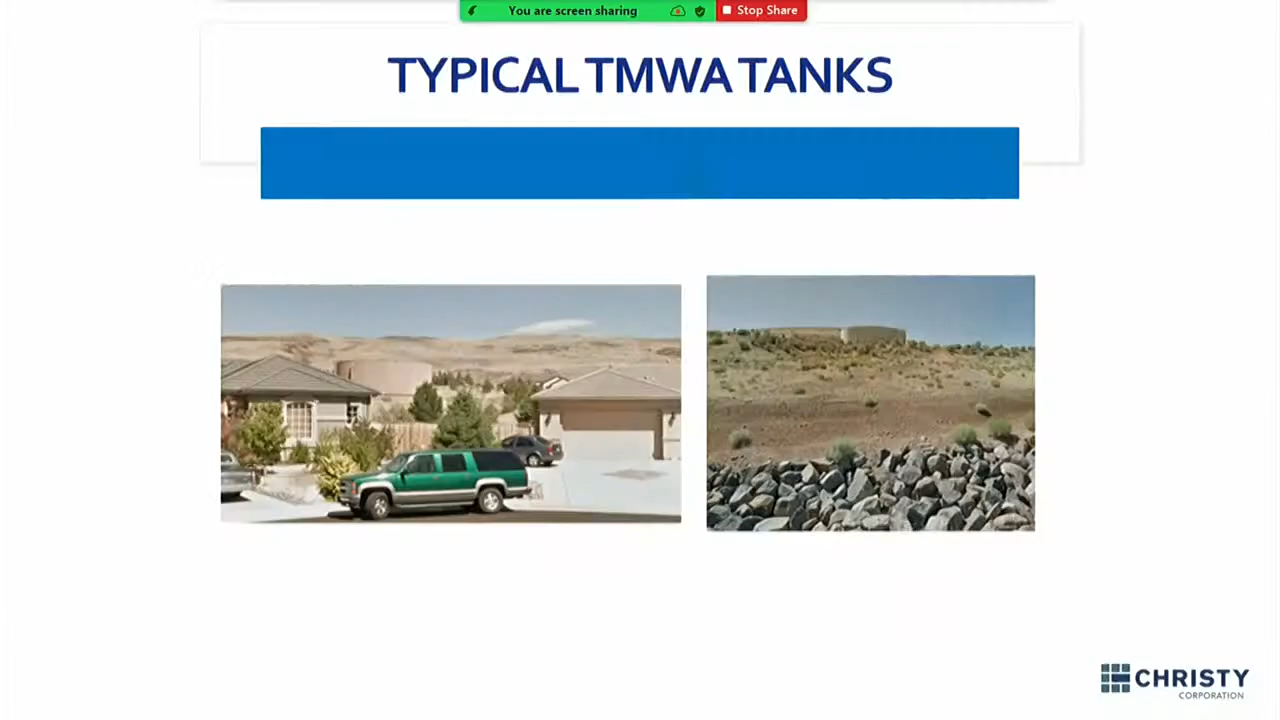 You are screen sharing
Stop Share
TYPICAL TMWA TANKS
CHRISTY
CORPORATION